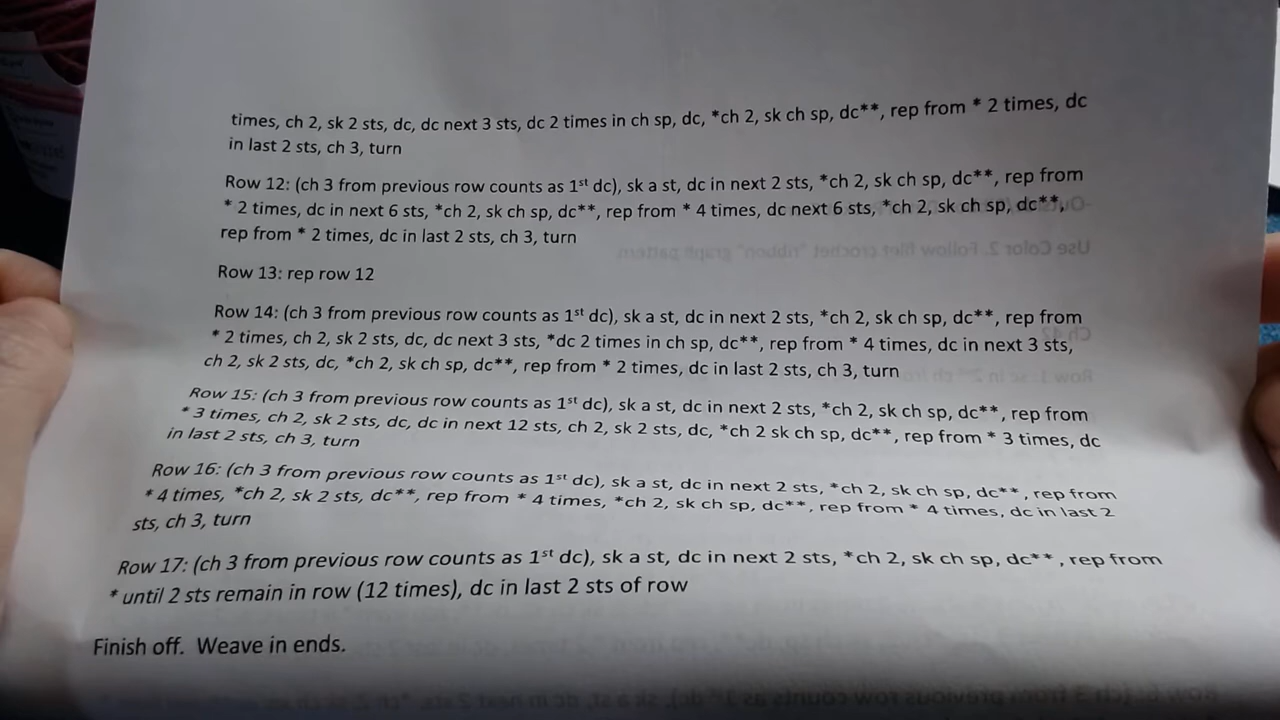 times, ch 2, sk 2 sts, dc, dc next 3 sts, dc 2 times in ch sp, dc, *ch 2, sk ch sp, dc**, rep from * 2 times, dc
in last 2 sts, ch 3, turn
Row 12: (ch 3 from previous row counts as 1st dc), sk a st, dc in next 2 sts, *ch 2, sk ch sp, dc**, rep from
* 2 times, dc in next 6 sts, *ch 2, sk ch sp, dc**, rep from * 4 times, dc next 6 sts, *ch 2, sk ch sp, dc**,
rep from * 2 times, dc in last 2 sts, ch 3, turn
Use Color 2. Follow filet crochet "ribbon" graph pattern
Row 13: rep row 12
Row 14: (ch 3 from previous row counts as 1st dc), sk a st, dc in next 2 sts, *ch 2, sk ch sp, dc**, rep from
* 2 times, ch 2, sk 2 sts, dc, dc next 3 sts, *dc 2 times in ch sp, dc**, rep from * 4 times, dc in next 3 sts,
ch 2, sk 2 sts, dc, *ch 2, sk ch sp, dc**, rep from * 2 times, dc in last 2 sts, ch 3, turn
Row 15: (ch 3 from previous row counts as 1st dc), sk a st, dc in next 2 sts, *ch 2, sk ch sp, dc**, rep from
* 3 times, ch 2, sk 2 sts, dc, dc in next 12 sts, ch 2, sk 2 sts, dc, *ch 2 sk ch sp, dc**, rep from * 3 times, dc
in last 2 sts, ch 3, turn
Row 16: (ch 3 from previous row counts as 1st dc), sk a st, dc in next 2 sts, *ch 2, sk ch sp, dc**, rep from
* 4 times, *ch 2, sk 2 sts, dc**, rep from * 4 times, *ch 2, sk ch sp, dc**, rep from * 4 times, dc in last 2
sts, ch 3, turn
Row 17: (ch 3 from previous row counts as 1st dc), sk a st, dc in next 2 sts, *ch 2, sk ch sp, dc**, rep from
* until 2 sts remain in row (12 times), dc in last 2 sts of row
Finish off. Weave in ends.